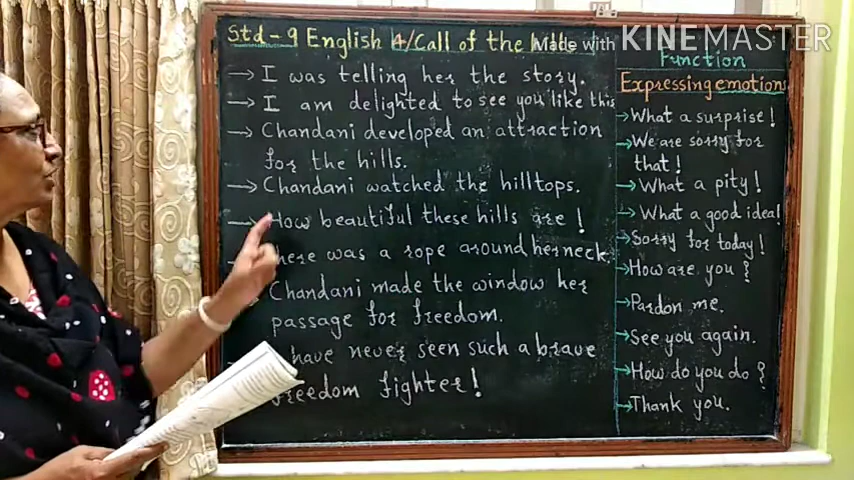 Std-9 English 4/Call of the hills
→ I was telling her the story.
→ I am delighted to see you like this
→ Chandani developed an attraction
for the hills.
→ Chandani watched the hilltops.
→ How beautiful these hills are!
was a rope around her neck.
Chandani made the window her
passage for freedom.
have never seen such a brave
freedom fighter!
Function
Expressing emotions
→ What a surprise!
→ We are sorry for
that!
→ What a pity!
→ What a good idea!
→ Sorry for today!
→ How are you?
→ Pardon me.
→ See you again.
→ How do you do?
→ Thank you.
Made with KINEMASTER